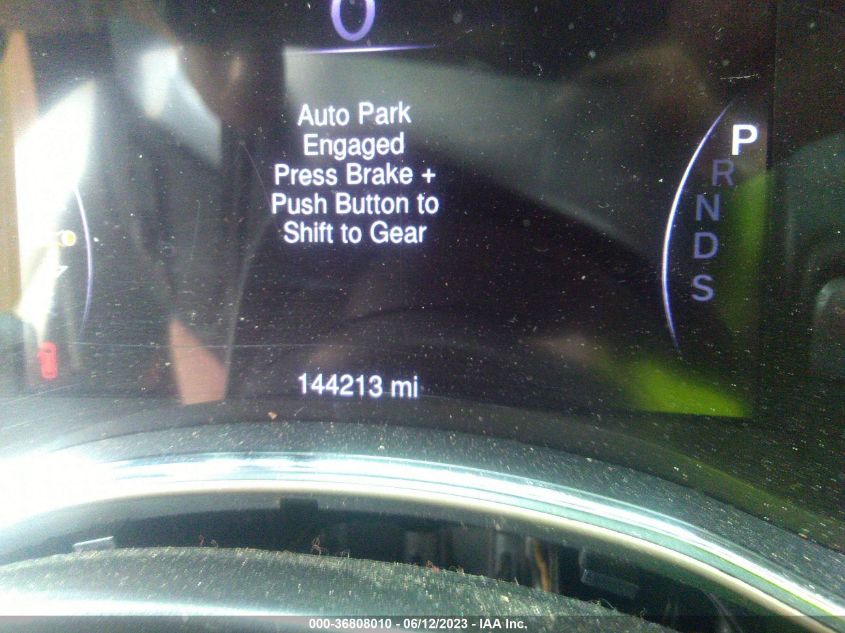 0
Auto Park
Engaged
Press Brake +
Push Button to
Shift to Gear
P
R
N
D
S
144213 mi
000-36808010 - 06/12/2023 - IAA Inc.